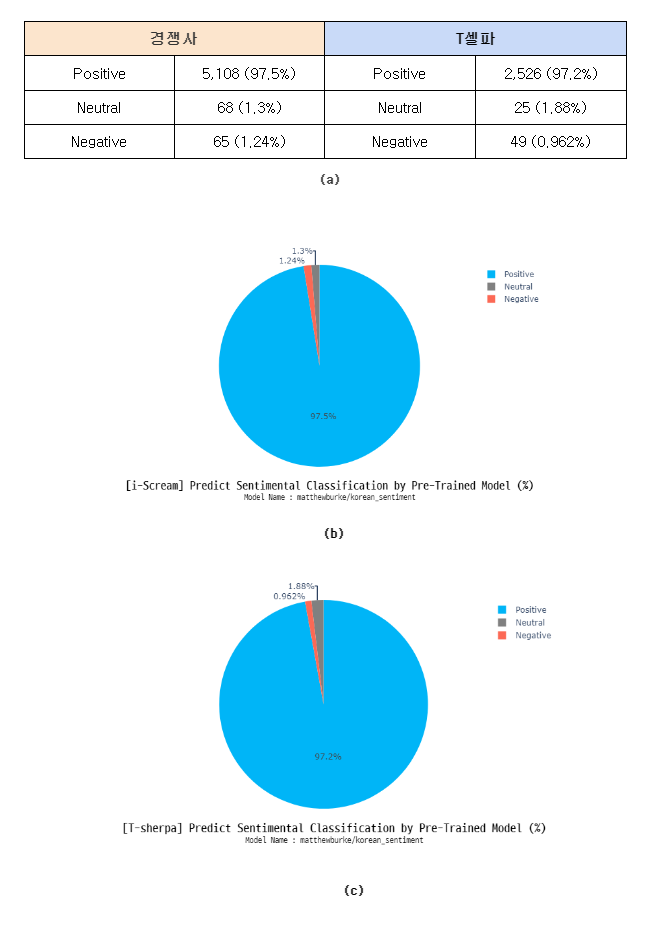 경쟁사 T셀파
Positive 5,108 (97.5%) Positive 2,526 (97.2%)
Neutral 68 (1.3%) Neutral 25 (1.88%)
Negative 65 (1.24%) Negative 49 (0.962%)
(a)
1.3%
1.24%
Positive
Neutral
Negative
97.5%
[i-Scream] Predict Sentimental Classification by Pre-Trained Model (%)
Model Name : matthewburke/korean_sentiment
(b)
1.88%
0.962%
Positive
Neutral
Negative
97.2%
[T-sherpa] Predict Sentimental Classification by Pre-Trained Model (%)
Model Name : matthewburke/korean_sentiment
(c)